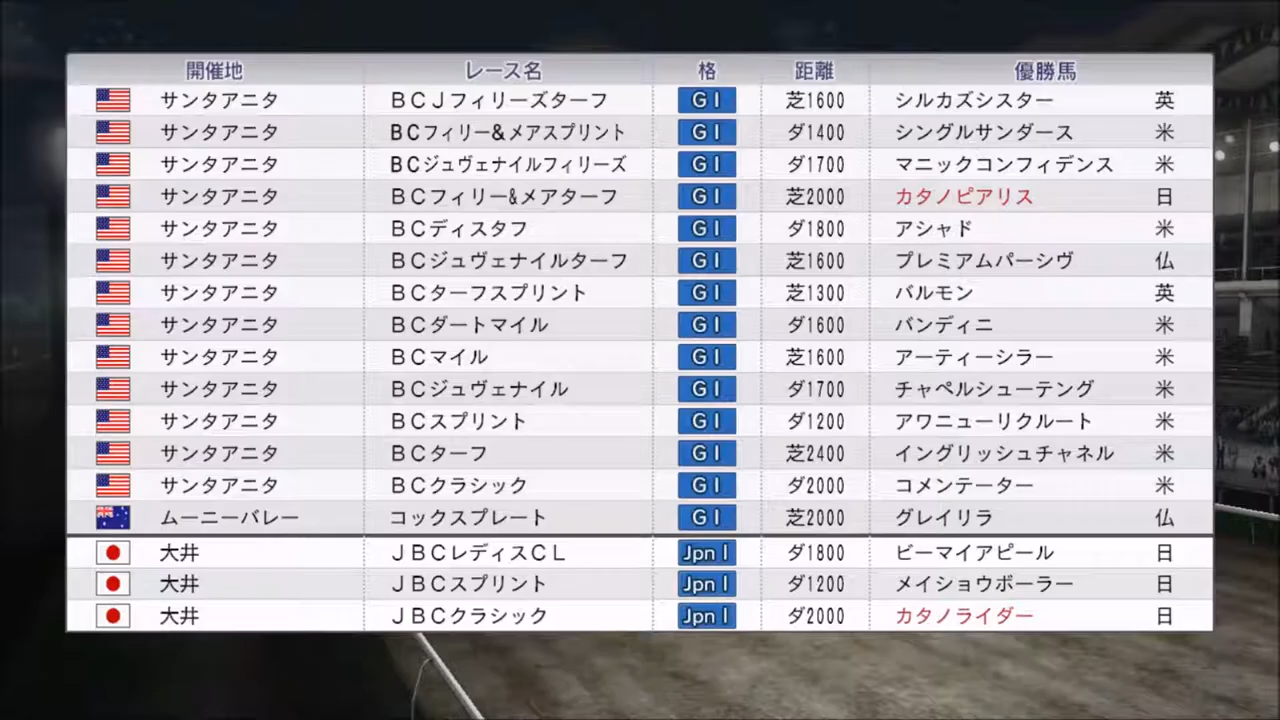 開催地 レース名 格 距離 優勝馬
サンタアニタ ＢＣＪフィリーズターフ GⅠ 芝1600 シルカズシスター 英
サンタアニタ ＢＣフィリー＆メアスプリント GⅠ ダ1400 シングルサンダース 米
サンタアニタ ＢＣジュヴェナイルフィリーズ GⅠ ダ1700 マニックコンフィデンス 米
サンタアニタ ＢＣフィリー&メアターフ GⅠ 芝2000 カタノピアリス 日
サンタアニタ ＢＣディスタフ GⅠ ダ1800 アシャド 米
サンタアニタ ＢＣジュヴェナイルターフ GⅠ 芝1600 プレミアムパーシヴ 仏
サンタアニタ ＢＣターフスプリント GⅠ 芝1300 バルモン 英
サンタアニタ ＢＣダートマイル GⅠ ダ1600 バンディニ 米
サンタアニタ ＢＣマイル GⅠ 芝1600 アーティーシラー 米
サンタアニタ ＢＣジュヴェナイル GⅠ ダ1700 チャペルシューテング 米
サンタアニタ ＢＣスプリント GⅠ ダ1200 アワニューリクルート 米
サンタアニタ ＢＣターフ GⅠ 芝2400 イングリッシュチャネル 米
サンタアニタ ＢＣクラシック GⅠ ダ2000 コメンテーター 米
ムーニーバレー コックスプレート GⅠ 芝2000 グレイリラ 仏
大井 ＪＢＣレディスＣＬ JpnⅠ ダ1800 ビーマイアピール 日
大井 ＪＢＣスプリント JpnⅠ ダ1200 メイショウボーラー 日
大井 ＪＢＣクラシック JpnⅠ ダ2000 カタノライダー 日